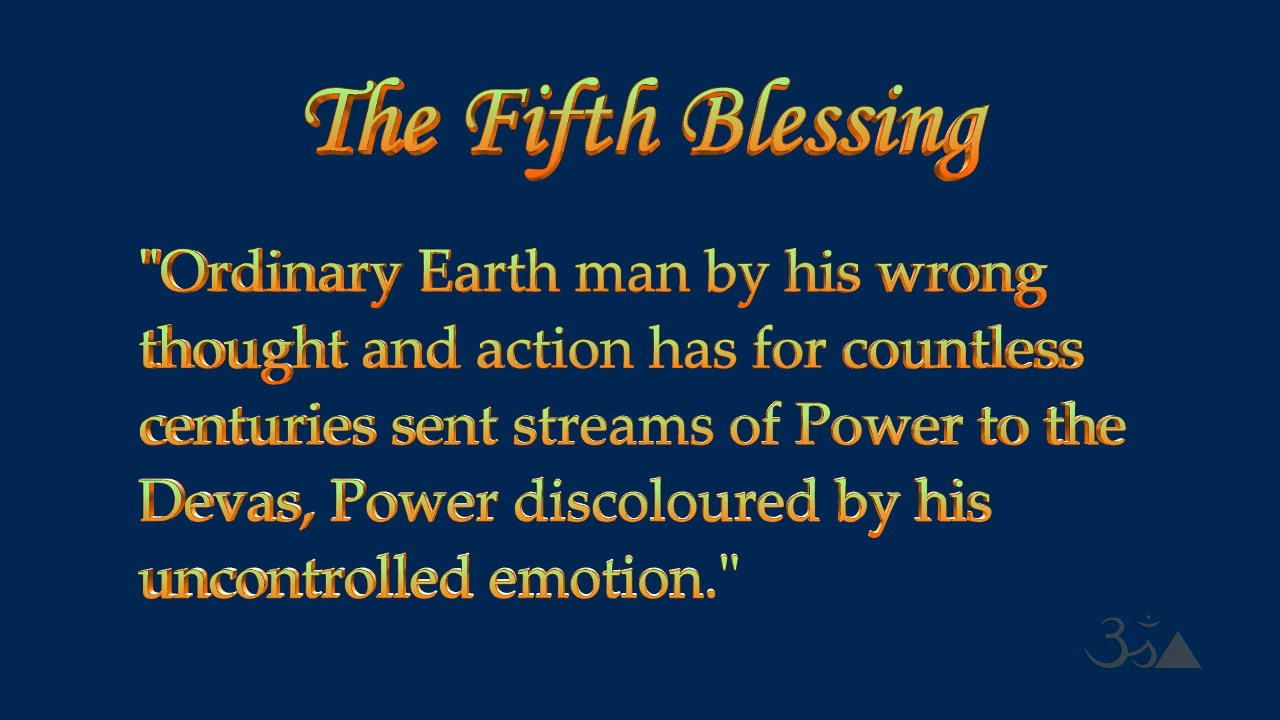 The Fifth Blessing
"Ordinary Earth man by his wrong
thought and action has for countless
centuries sent streams of Power to the
Devas, Power discoloured by his
uncontrolled emotion."